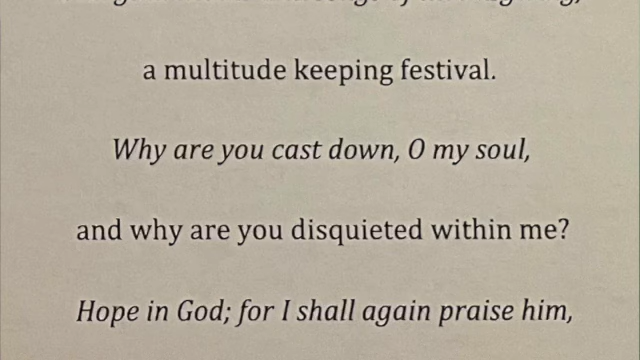 a multitude keeping festival.
Why are you cast down, O my soul,
and why are you disquieted within me?
Hope in God; for I shall again praise him,